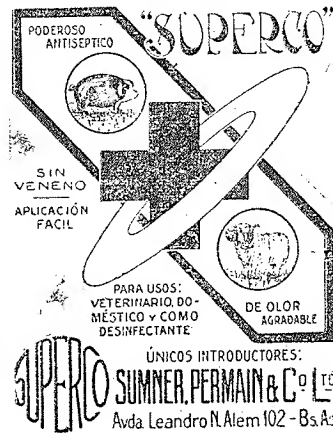 PODEROSO
ANTISEPTICO
"SUPERCO"
SIN
VENENO
APLICACIÓN
FACIL
PARA USOS:
VETERINARIO, DO-
MÉSTICO Y COMO
DESINFECTANTE
DE OLOR
AGRADABLE
SUPERCO
ÚNICOS INTRODUCTORES:
SUMNER, PERMAIN & Cº Ltd
Avda. Leandro N. Alem 102 - Bs. As.